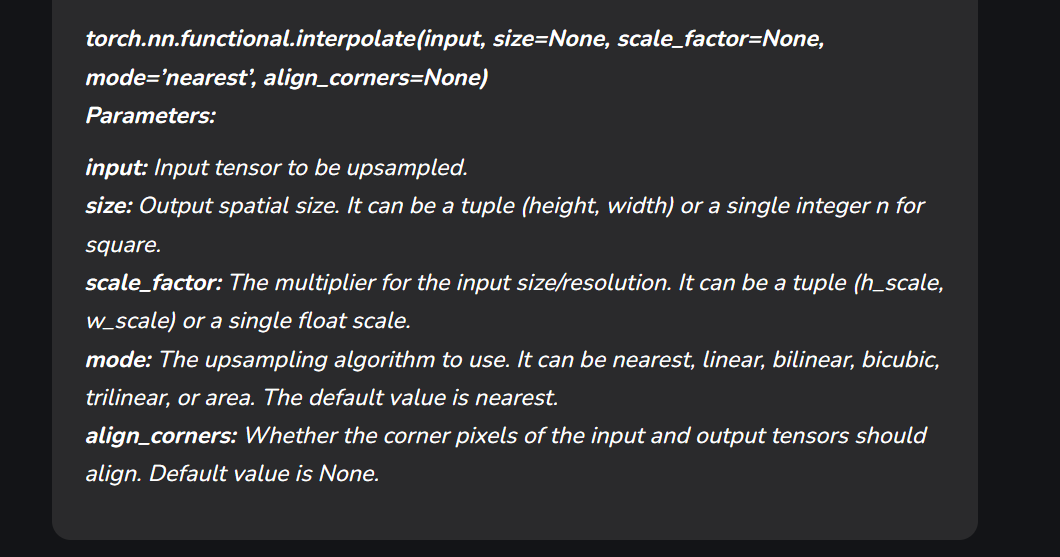 torch.nn.functional.interpolate(input, size=None, scale_factor=None,
mode=’nearest’, align_corners=None)
Parameters:
input: Input tensor to be upsampled.
size: Output spatial size. It can be a tuple (height, width) or a single integer n for
square.
scale_factor: The multiplier for the input size/resolution. It can be a tuple (h_scale,
w_scale) or a single float scale.
mode: The upsampling algorithm to use. It can be nearest, linear, bilinear, bicubic,
trilinear, or area. The default value is nearest.
align_corners: Whether the corner pixels of the input and output tensors should
align. Default value is None.